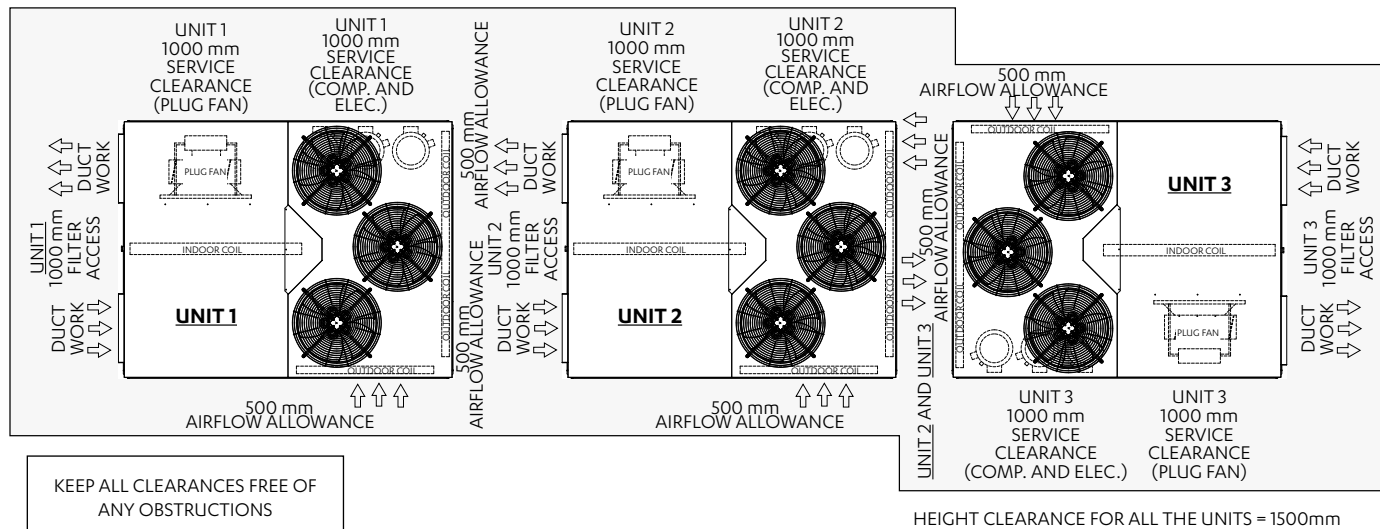 UNIT 1
1000 mm
SERVICE
CLEARANCE
(PLUG FAN)
UNIT 1
1000 mm
SERVICE
CLEARANCE
(COMP. AND
ELEC.)
500 mm
AIRFLOW ALLOWANCE
UNIT 2
1000 mm
SERVICE
CLEARANCE
(PLUG FAN)
UNIT 2
1000 mm
SERVICE
CLEARANCE
(COMP. AND
ELEC.)
500 mm
AIRFLOW ALLOWANCE
DUCT
WORK
PLUG FAN
OUTDOOR COIL
DUCT
WORK
PLUG FAN
500 mm
AIRFLOW ALLOWANCE
OUTDOOR COIL
OUTDOOR COIL
UNIT 3
DUCT
WORK
UNIT 1
1000 mm
FILTER
ACCESS
INDOOR COIL
UNIT 2
1000 mm
FILTER
ACCESS
INDOOR COIL
INDOOR COIL
UNIT 3
1000 mm
FILTER
ACCESS
DUCT
WORK
UNIT 1
OUTDOOR COIL
OUTDOOR COIL
500 mm
AIRFLOW ALLOWANCE
DUCT
WORK
UNIT 2
OUTDOOR COIL
OUTDOOR COIL
UNIT 2 AND UNIT 3
OUTDOOR COIL
PLUG FAN
DUCT
WORK
500 mm
AIRFLOW ALLOWANCE
500 mm
AIRFLOW ALLOWANCE
UNIT 3
1000 mm
SERVICE
CLEARANCE
(COMP. AND ELEC.)
UNIT 3
1000 mm
SERVICE
CLEARANCE
(PLUG FAN)
KEEP ALL CLEARANCES FREE OF
ANY OBSTRUCTIONS
HEIGHT CLEARANCE FOR ALL THE UNITS = 1500mm